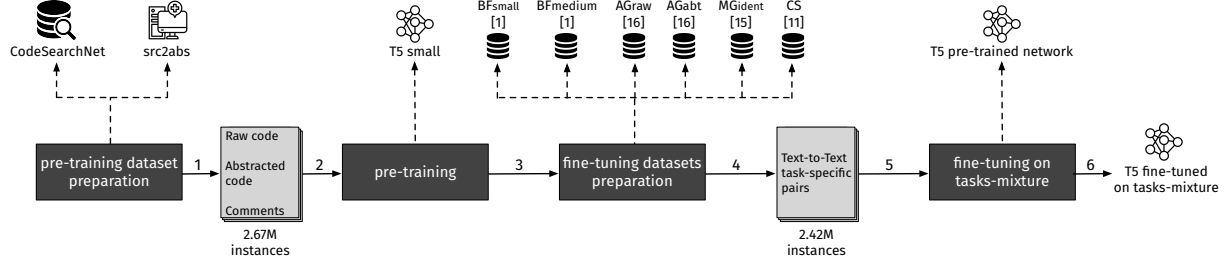 CodeSearchNet
src2abs
T5 small
BFsmall
[1]
BFmedium
[1]
AGraw
[16]
AGabt
[16]
MGident
[15]
CS
[11]
T5 pre-trained network
pre-training dataset
preparation
1
Raw code
Abstracted
code
Comments
2.67M
instances
2
pre-training
3
fine-tuning datasets
preparation
4
Text-to-Text
task-specific
pairs
2.42M
instances
5
fine-tuning on
tasks-mixture
6
T5 fine-tuned
on tasks-mixture